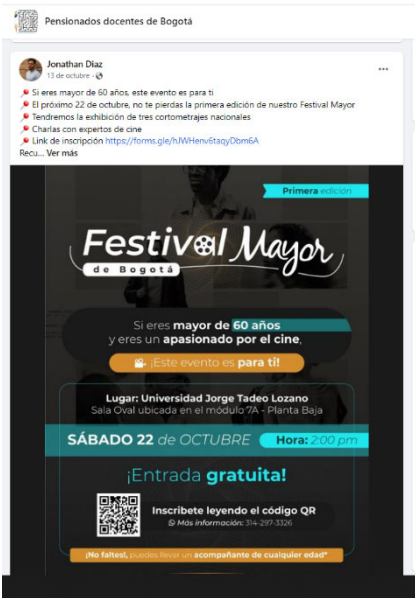 Pensionados docentes de Bogotá
Jonathan Diaz
13 de octubre
Si eres mayor de 60 años, este evento es para ti
El próximo 22 de octubre, no te pierdas la primera edición de nuestro Festival Mayor
Tendremos la exhibición de tres cortometrajes nacionales
Charlas con expertos de cine
Link de inscripción https://forms.gle/hJWHenv6taqyDbm6A
Recu... Ver más
Primera edición
Festival Mayor
de Bogotá
Si eres mayor de 60 años
y eres un apasionado por el cine,
¡Este evento es para ti!
Lugar: Universidad Jorge Tadeo Lozano
Sala Oval ubicada en el módulo 7A - Planta Baja
SÁBADO 22 de OCTUBRE Hora: 2:00 pm
¡Entrada gratuita!
Inscríbete leyendo el código QR
Más información: 314-297-3326
¡No faltes!, puedes llevar un acompañante de cualquier edad*